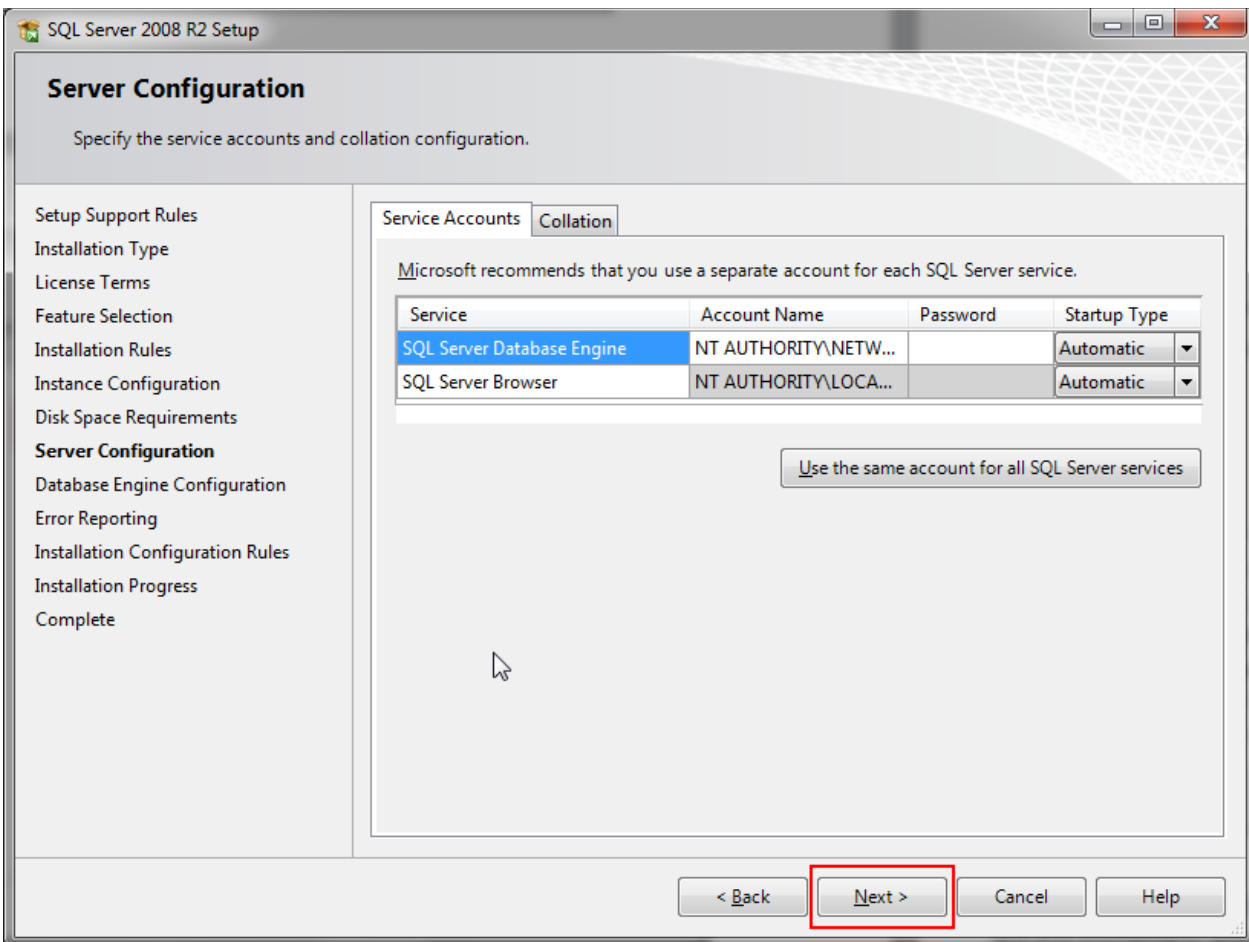 SQL Server 2008 R2 Setup
Server Configuration
Specify the service accounts and collation configuration.
Setup Support Rules
Installation Type
License Terms
Feature Selection
Installation Rules
Instance Configuration
Disk Space Requirements
Server Configuration
Database Engine Configuration
Error Reporting
Installation Configuration Rules
Installation Progress
Complete
Service Accounts Collation
Microsoft recommends that you use a separate account for each SQL Server service.
Service Account Name Password Startup Type
SQL Server Database Engine NT AUTHORITY\NETW... Automatic
SQL Server Browser NT AUTHORITY\LOCA... Automatic
Use the same account for all SQL Server services
< Back Next > Cancel Help